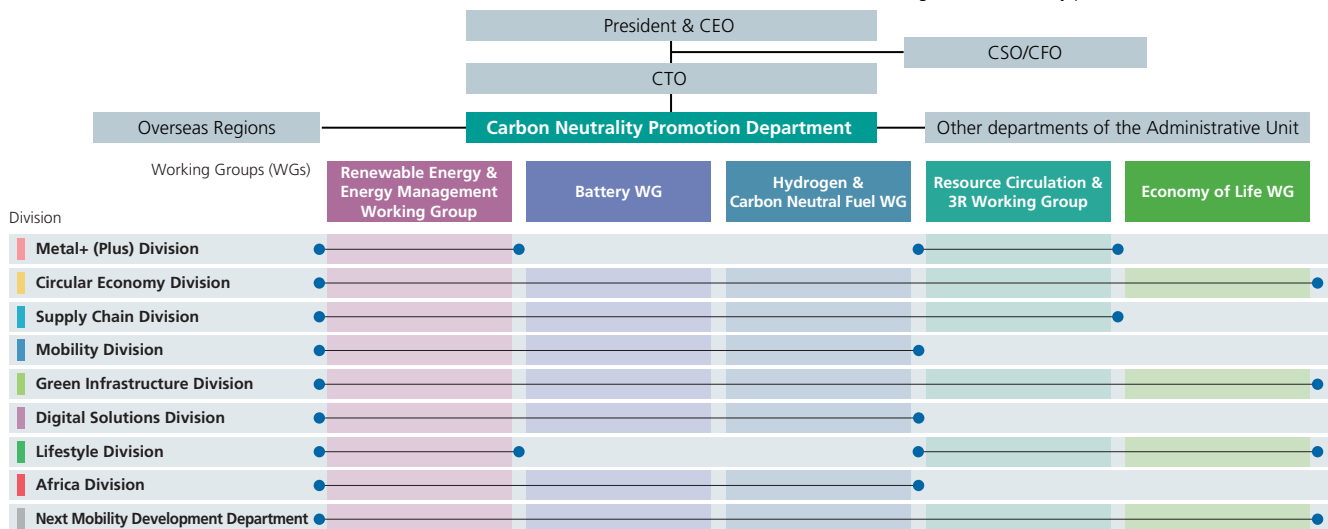 President & CEO
CSO/CFO
CTO
Overseas Regions
Carbon Neutrality Promotion Department
Other departments of the Administrative Unit
Working Groups (WGs)
Renewable Energy &
Energy Management
Working Group
Battery WG
Hydrogen &
Carbon Neutral Fuel WG
Resource Circulation &
3R Working Group
Economy of Life WG
Division
Metal+ (Plus) Division
Circular Economy Division
Supply Chain Division
Mobility Division
Green Infrastructure Division
Digital Solutions Division
Lifestyle Division
Africa Division
Next Mobility Development Department